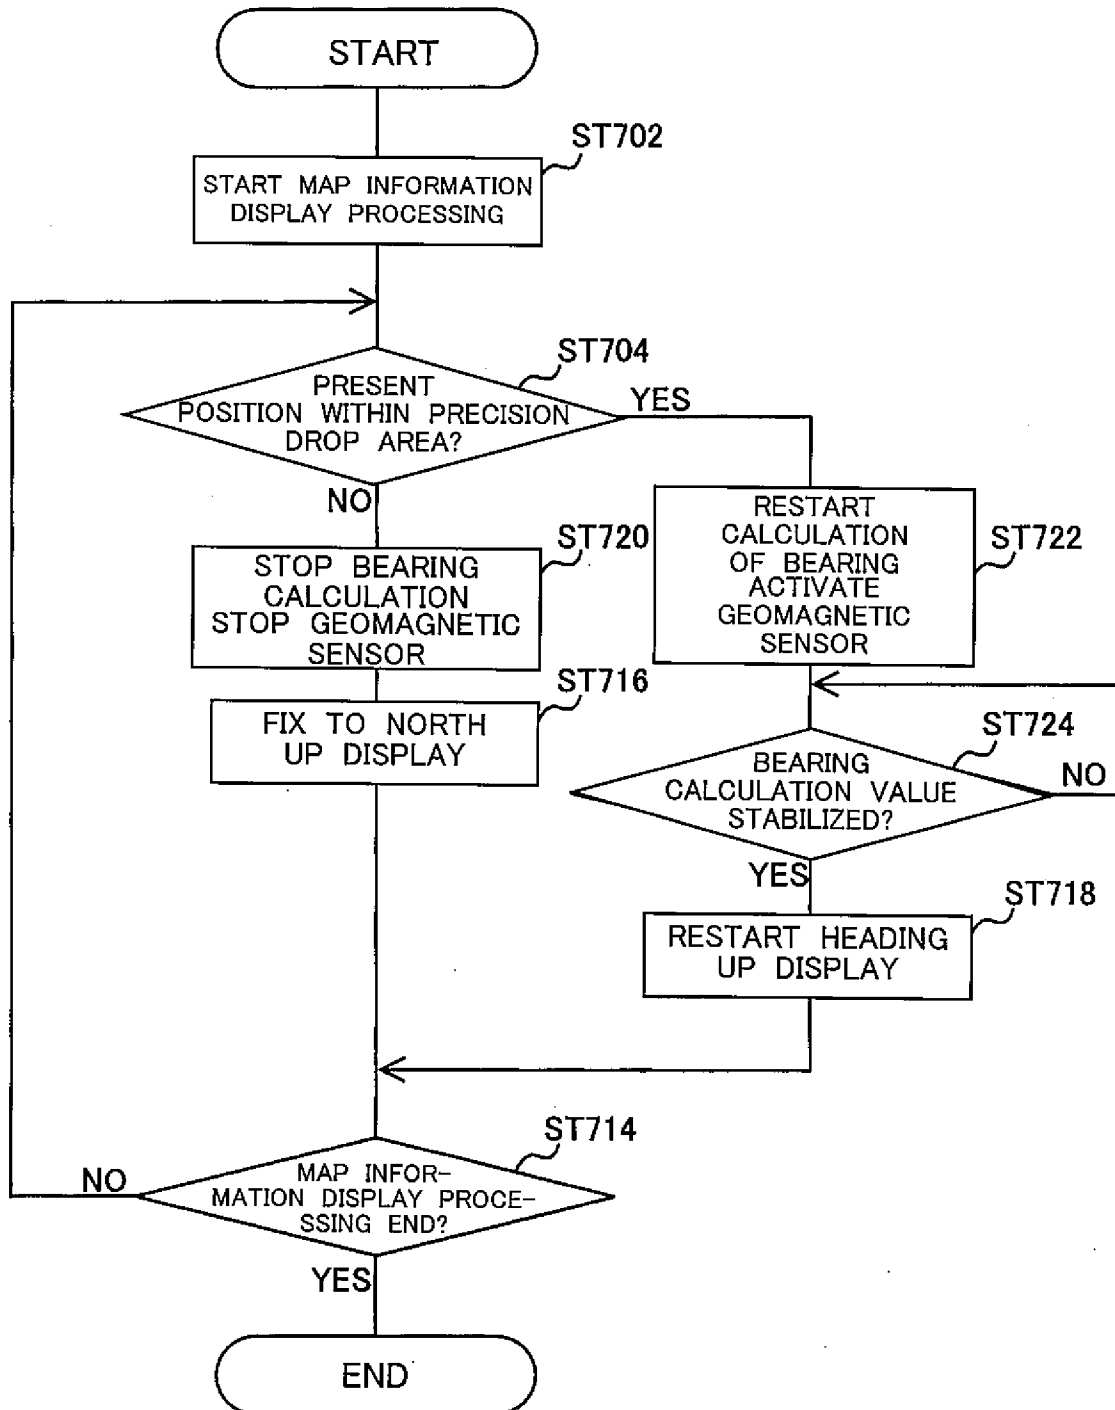 START
ST702
START MAP INFORMATION
DISPLAY PROCESSING
ST704
PRESENT
POSITION WITHIN PRECISION
DROP AREA?
YES
NO
ST720
STOP BEARING
CALCULATION
STOP GEOMAGNETIC
SENSOR
ST722
RESTART
CALCULATION
OF BEARING
ACTIVATE
GEOMAGNETIC
SENSOR
ST716
FIX TO NORTH
UP DISPLAY
ST724
BEARING
CALCULATION VALUE
STABILIZED?
NO
YES
ST718
RESTART HEADING
UP DISPLAY
ST714
MAP INFOR-
MATION DISPLAY PROCE-
SSING END?
NO
YES
END